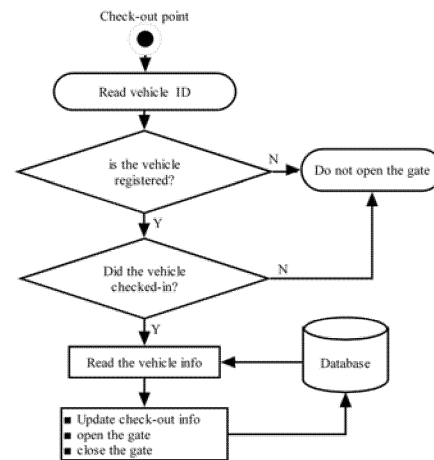 Check-out point
Read vehicle ID
is the vehicle
registered?
N
Do not open the gate
Y
Did the vehicle
checked-in?
N
Y
Read the vehicle info
Database
■ Update check-out info
■ open the gate
■ close the gate